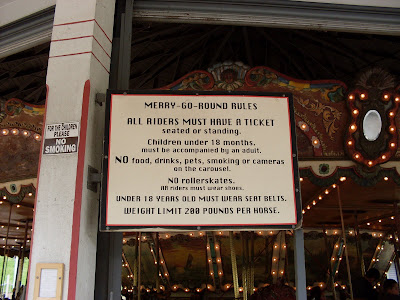 MERRY-GO-ROUND RULES
ALL RIDERS MUST HAVE A TICKET
seated or standing.
Children under 18 months,
must be accompanied by an adult.
NO food, drinks, pets, smoking or cameras
on the carousel.
No rollerskates.
All riders must wear shoes.
UNDER 18 YEARS OLD MUST WEAR SEAT BELTS.
WEIGHT LIMIT 200 POUNDS PER HORSE.
FOR THE CHILDREN
PLEASE
NO
SMOKING